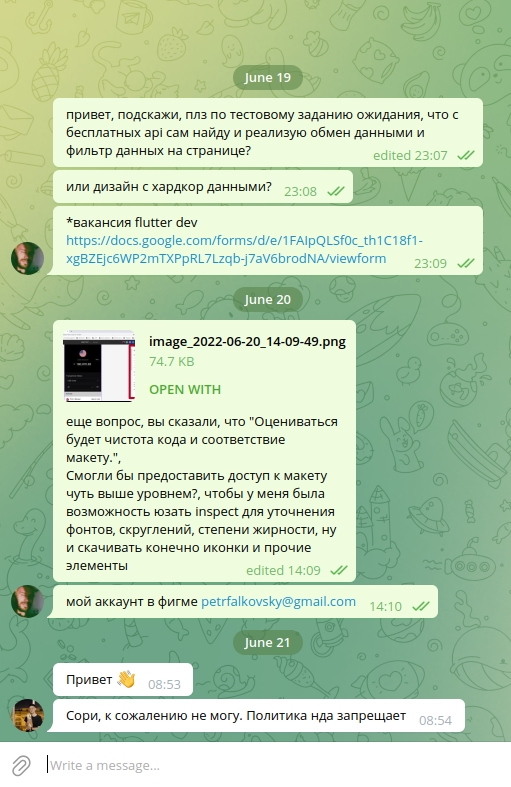 June 19
привет, подскажи, плз по тестовому заданию ожидания, что с
бесплатных api сам найду и реализую обмен данными и
фильтр данных на странице?
edited 23:07
или дизайн с хардкор данными?
23:08
*вакансия flutter dev
https://docs.google.com/forms/d/e/1FAIpQLSf0c_th1C18f1-
xgBZEjc6WP2mTXPpRL7Lzqb-j7aV6brodNA/viewform
23:09
June 20
image_2022-06-20_14-09-49.png
74.7 KB
OPEN WITH
еще вопрос, вы сказали, что "Оцениваться
будет чистота кода и соответствие
макету.",
Смогли бы предоставить доступ к макету
чуть выше уровнем?, чтобы у меня была
возможность юзать inspect для уточнения
фонтов, скруглений, степени жирности, ну
и скачивать конечно иконки и прочие
элементы
edited 14:09
мой аккаунт в фигме petrfalkovsky@gmail.com
14:10
June 21
Привет 👋
08:53
Сори, к сожалению не могу. Политика нда запрещает
08:54
Write a message...